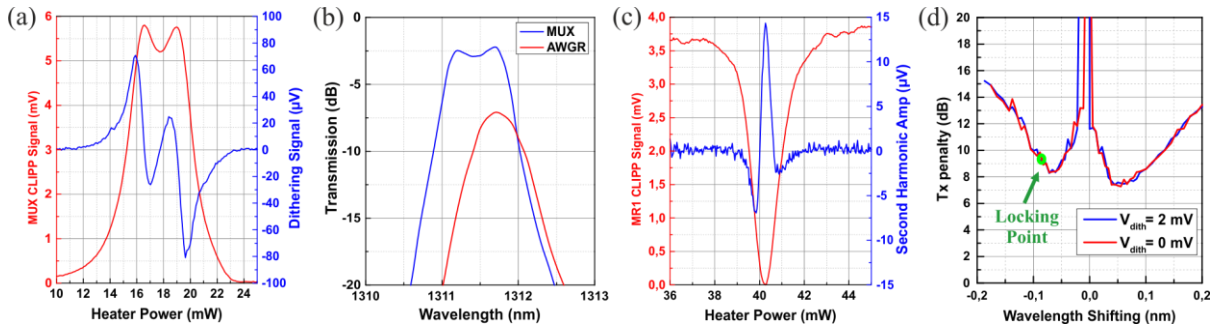 (a)
MUX CLIPP Signal (mV)
6
5
4
3
2
1
0
100
80
60
40
20
0
-20
-40
-60
-80
-100
Dithering Signal (µV)
10 12 14 16 18 20 22 24
Heater Power (mW)
(b)
Transmission (dB)
0
-5
-10
-15
-20
MUX
AWGR
1310 1311 1312 1313
Wavelength (nm)
(c)
MR1 CLIPP Signal (mV)
4,0
3,5
3,0
2,5
2,0
1,5
1,0
0,5
0,0
15
10
5
0
-5
-10
-15
Second Harmonic Amp (µV)
36 38 40 42 44
Heater Power (mW)
(d)
Tx penalty (dB)
20
18
16
14
12
10
8
6
4
2
0
Locking
Point
V_dith= 2 mV
V_dith= 0 mV
-0,2 -0,1 0,0 0,1 0,2
Wavelength Shifting (nm)